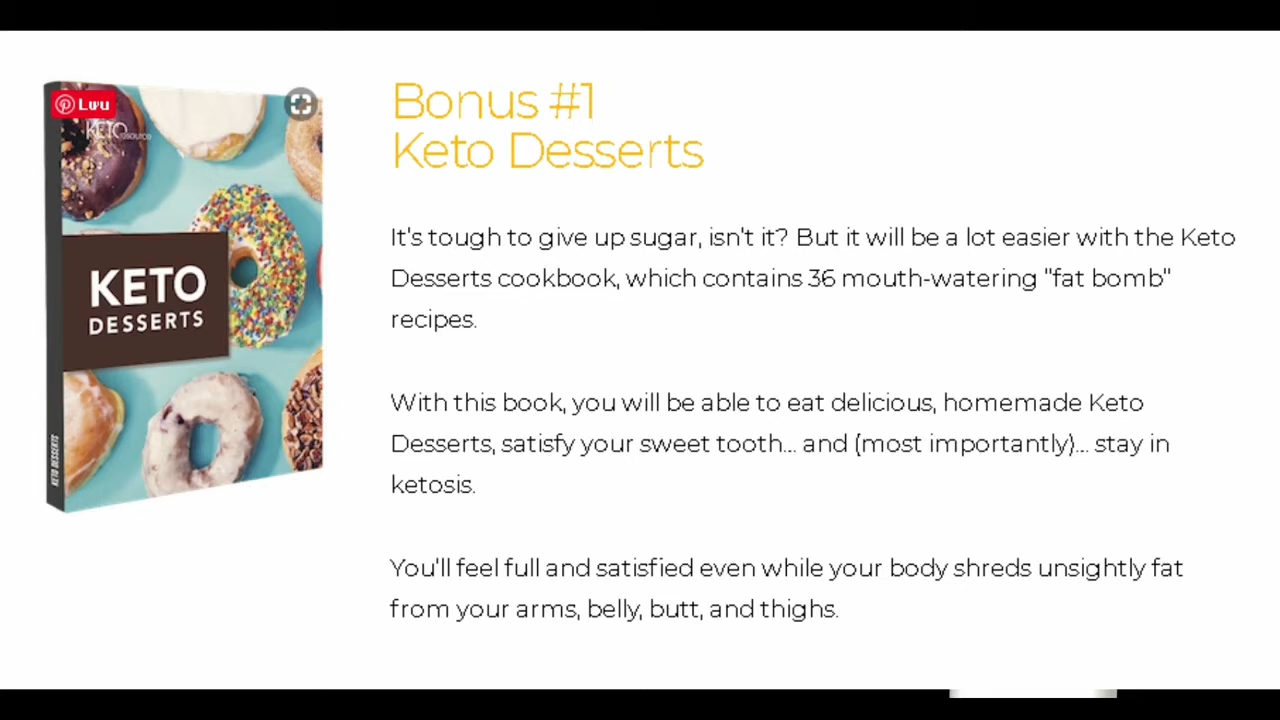 Lưu
KETO
KETO
DESSERTS
KETO DESSERTS
Bonus #1
Keto Desserts
It's tough to give up sugar, isn't it? But it will be a lot easier with the Keto
Desserts cookbook, which contains 36 mouth-watering "fat bomb"
recipes.
With this book, you will be able to eat delicious, homemade Keto
Desserts, satisfy your sweet tooth... and (most importantly)... stay in
ketosis.
You'll feel full and satisfied even while your body shreds unsightly fat
from your arms, belly, butt, and thighs.